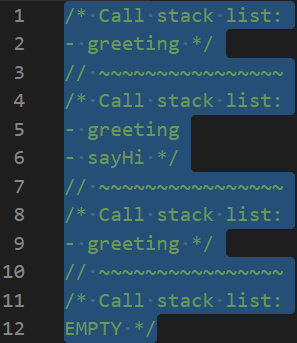 1 /* Call stack list:
2 - greeting */
3 // ~~~~~~~~~~~~~~~~
4 /* Call stack list:
5 - greeting
6 - sayHi */
7 // ~~~~~~~~~~~~~~~~
8 /* Call stack list:
9 - greeting */
10 // ~~~~~~~~~~~~~~~~
11 /* Call stack list:
12 EMPTY */